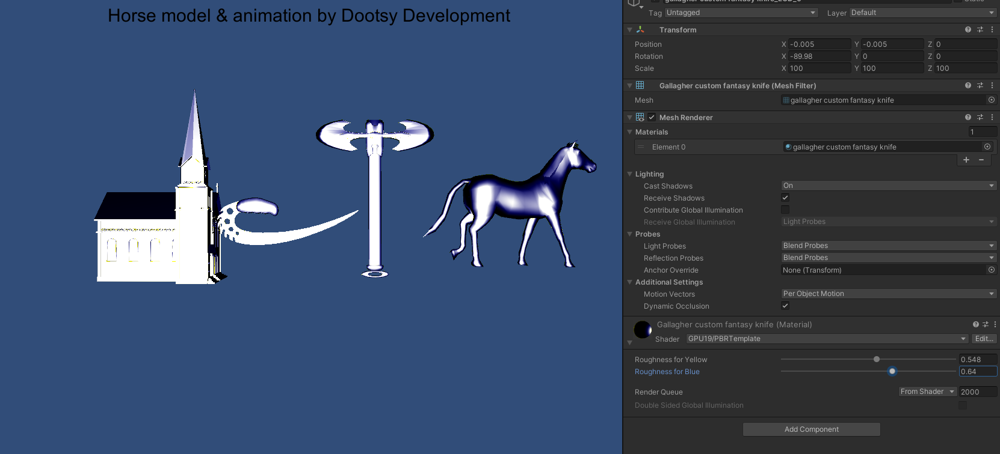 Horse model & animation by Dootsy Development
gallagher custom fantasy knife_LOD_0
Static
Tag Untagged Layer Default
Transform
Position X -0.005 Y -0.005 Z 0
Rotation X -89.98 Y 0 Z 0
Scale X 100 Y 100 Z 100
Gallagher custom fantasy knife (Mesh Filter)
Mesh gallagher custom fantasy knife
Mesh Renderer
Materials 1
Element 0 gallagher custom fantasy knife
Lighting
Cast Shadows On
Receive Shadows
Contribute Global Illumination
Receive Global Illumination Light Probes
Probes
Light Probes Blend Probes
Reflection Probes Blend Probes
Anchor Override None (Transform)
Additional Settings
Motion Vectors Per Object Motion
Dynamic Occlusion
Gallagher custom fantasy knife (Material)
Shader GPU19/PBRTemplate Edit...
Roughness for Yellow 0.548
Roughness for Blue 0.64
Render Queue From Shader 2000
Double Sided Global Illumination
Add Component